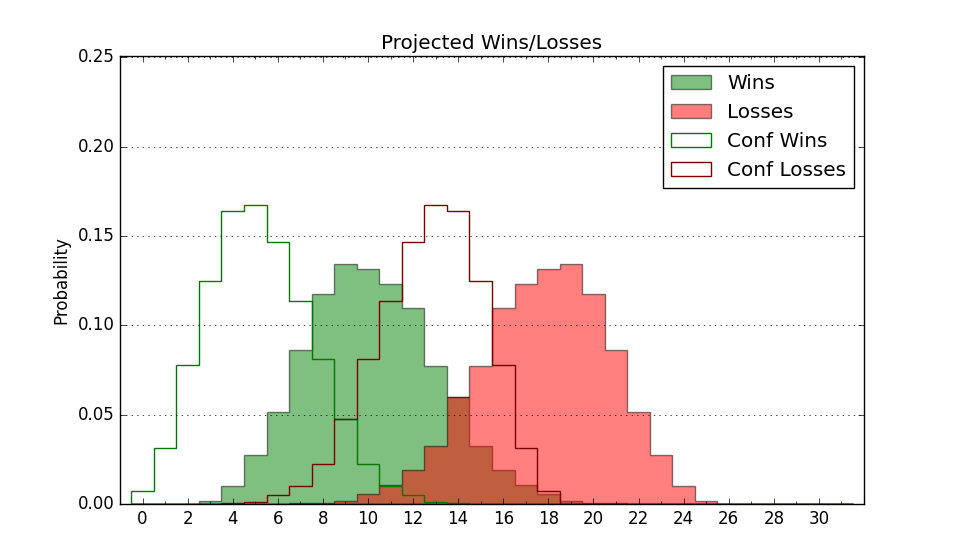 Projected Wins/Losses
0.25
0.20
0.15
0.10
0.05
0.00
Probability
Wins
Losses
Conf Wins
Conf Losses
0 2 4 6 8 10 12 14 16 18 20 22 24 26 28 30